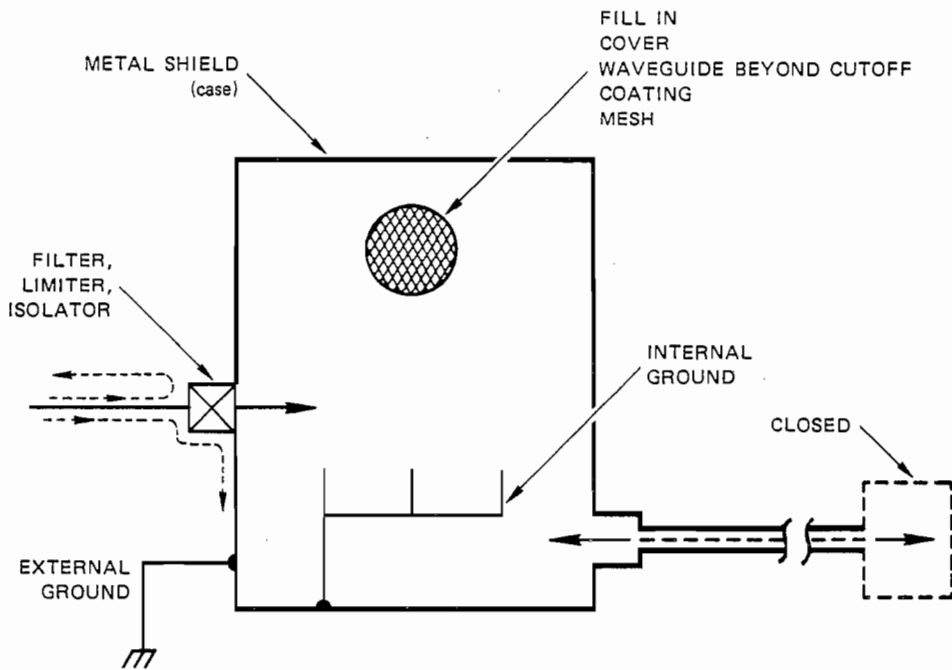 FILL IN
COVER
WAVEGUIDE BEYOND CUTOFF
COATING
MESH
METAL SHIELD
(case)
FILTER,
LIMITER,
ISOLATOR
INTERNAL
GROUND
CLOSED
EXTERNAL
GROUND